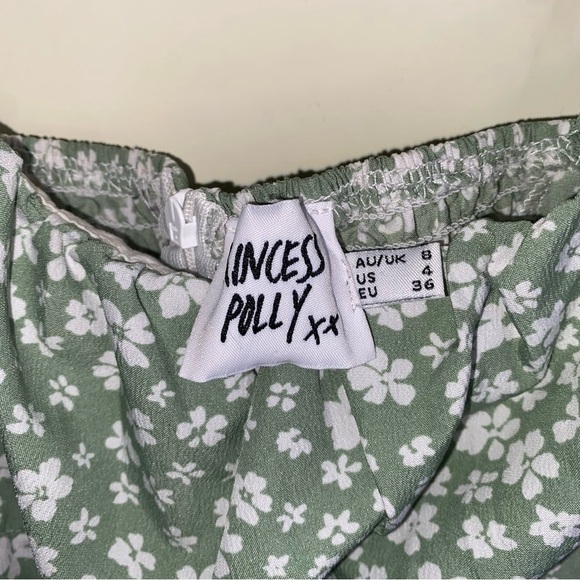 INCESS
POLLY xx
AU/UK 8
US 4
EU 36